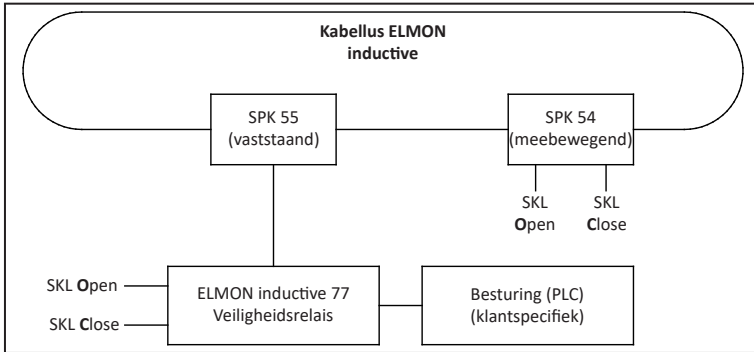 Kabellus ELMON
inductive
SPK 55
(vaststaand)
SPK 54
(meebewegend)
SKL
Open
SKL
Close
SKL Open
SKL Close
ELMON inductive 77
Veiligheidsrelais
Besturing (PLC)
(klantspecifiek)